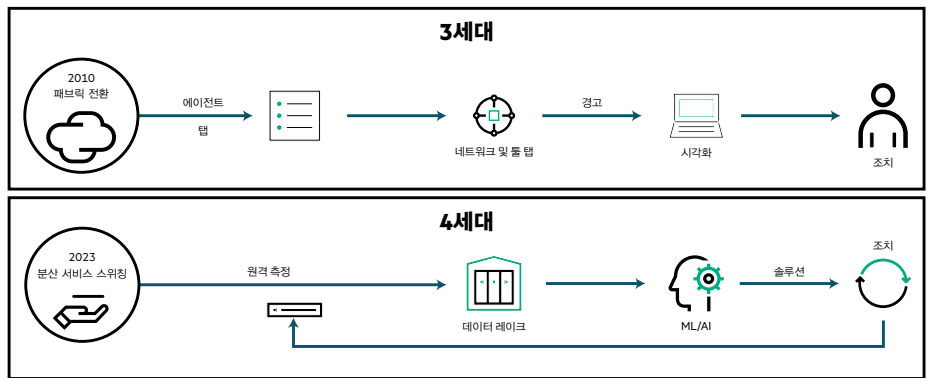 3세대
2010
패브릭 전환
에이전트
탭
네트워크 및 툴 탭
경고
시각화
조치
4세대
2023
분산 서비스 스위칭
원격 측정
데이터 레이크
ML/AI
솔루션
조치